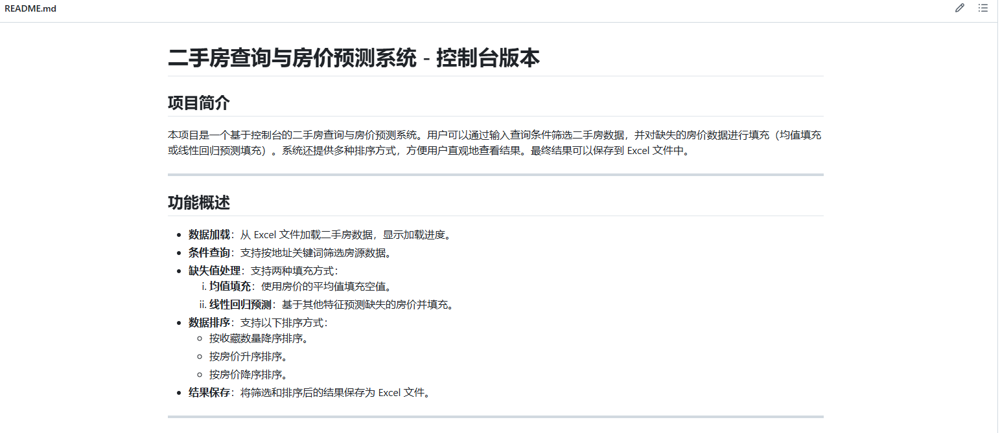 README.md
二手房查询与房价预测系统 - 控制台版本
项目简介
本项目是一个基于控制台的二手房查询与房价预测系统。用户可以通过输入查询条件筛选二手房数据，并对缺失的房价数据进行填充（均值填充
或线性回归预测填充）。系统还提供多种排序方式，方便用户直观地查看结果。最终结果可以保存到 Excel 文件中。
功能概述
• 数据加载：从 Excel 文件加载二手房数据，显示加载进度。
• 条件查询：支持按地址关键词筛选房源数据。
• 缺失值处理：支持两种填充方式：
i. 均值填充：使用房价的平均值填充空值。
ii. 线性回归预测：基于其他特征预测缺失的房价并填充。
• 数据排序：支持以下排序方式：
○ 按收藏数量降序排序。
○ 按房价升序排序。
○ 按房价降序排序。
• 结果保存：将筛选和排序后的结果保存为 Excel 文件。